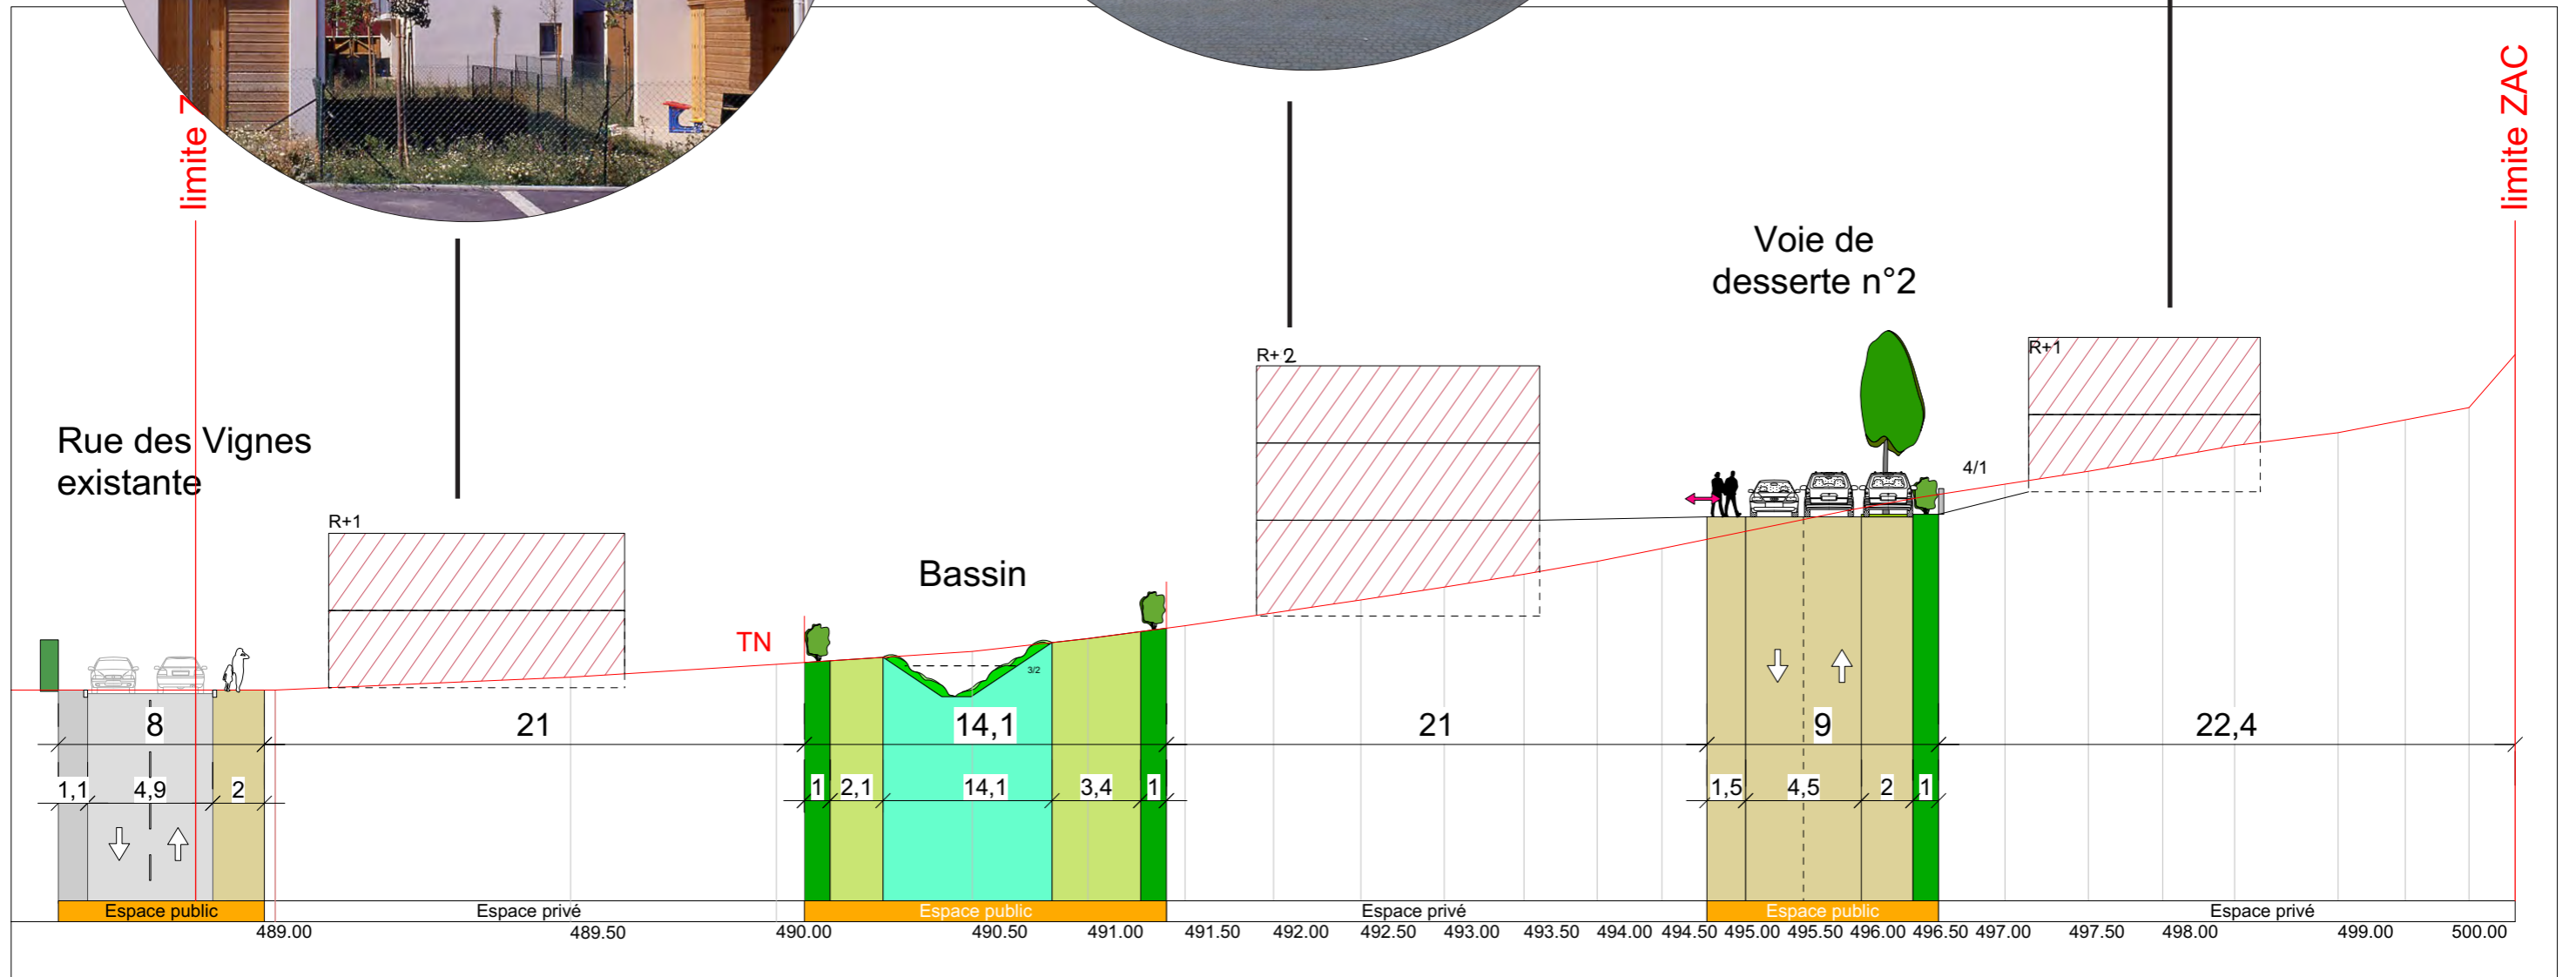 limite Z
limite ZAC
Voie de
desserte n°2
R+1
R+2
4/1
Rue des Vignes
existante
R+1
Bassin
TN
3/2
8
21
14,1
21
9
22,4
1,1
4,9
2
1
2,1
14,1
3,4
1
1,5
4,5
2
1
Espace public
Espace privé
Espace public
Espace privé
Espace public
Espace privé
489.00
489.50
490.00
490.50
491.00
491.50
492.00
492.50
493.00
493.50
494.00
494.50
495.00
495.50
496.00
496.50
497.00
497.50
498.00
499.00
500.00